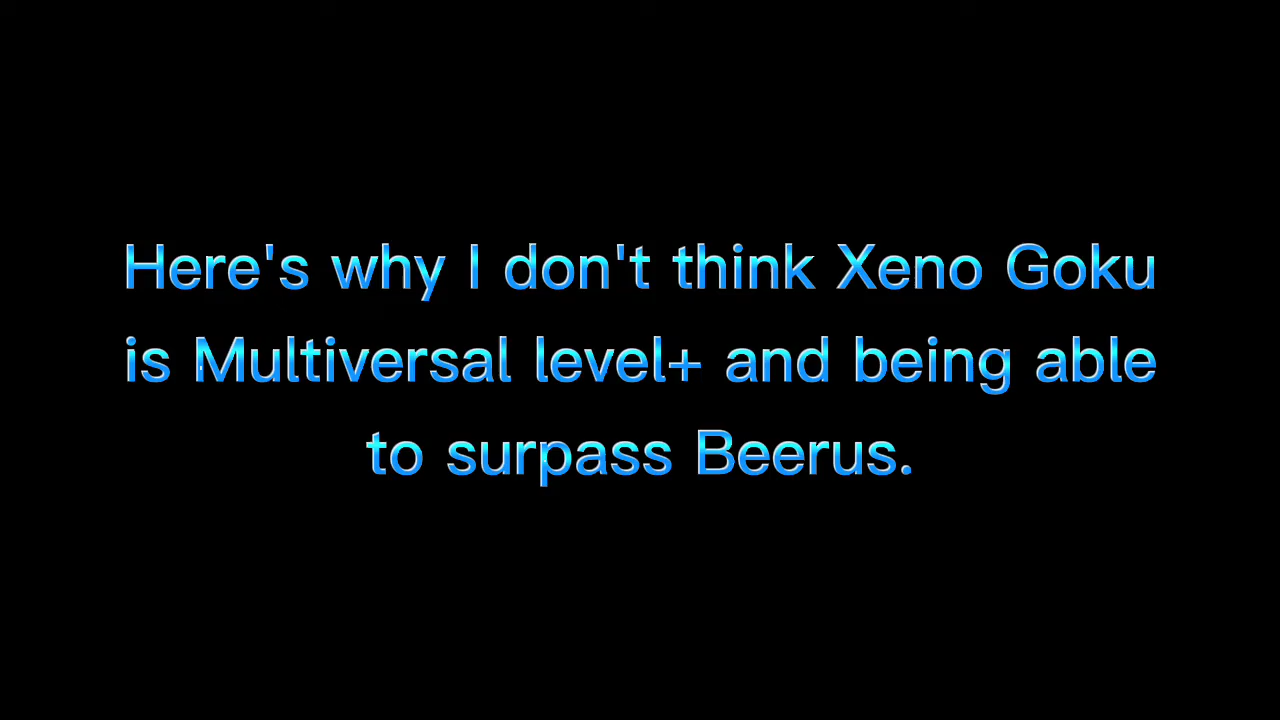 Here's why I don't think Xeno Goku
is Multiversal level+ and being able
to surpass Beerus.